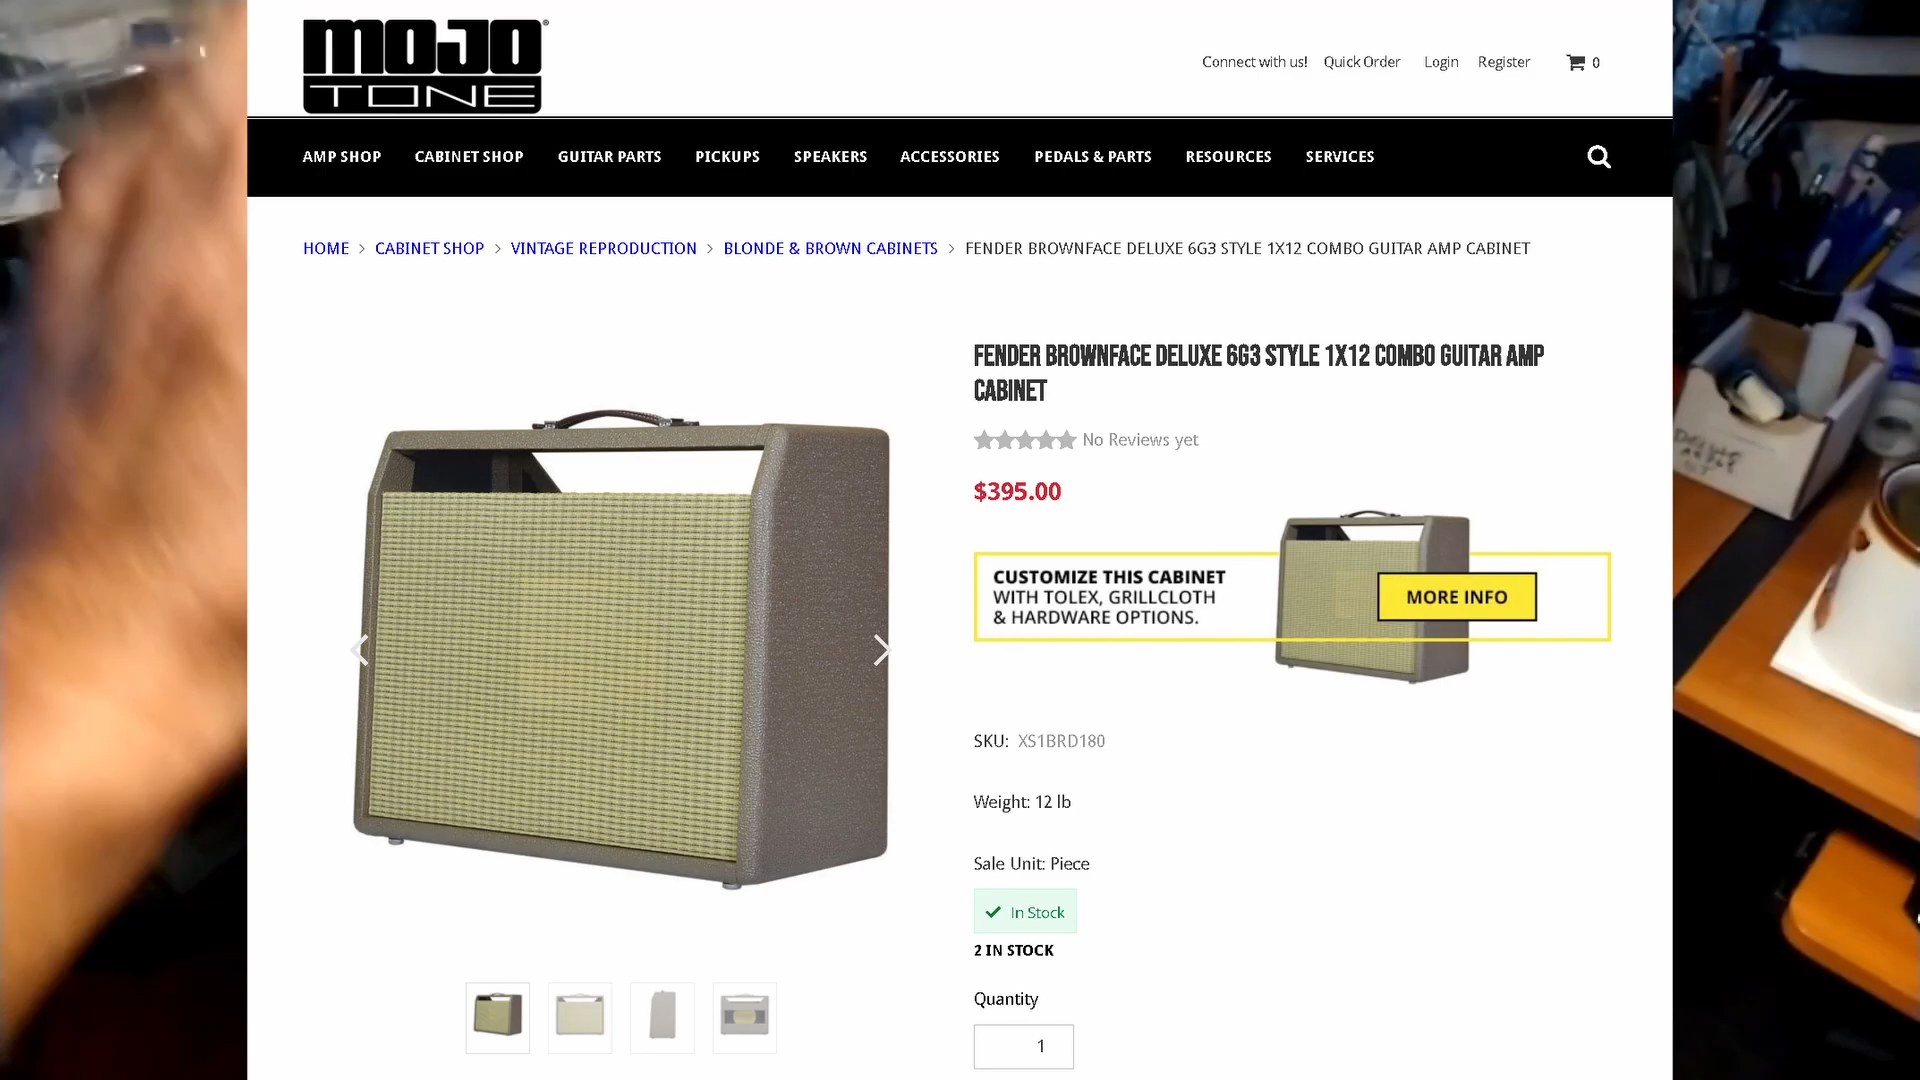 MOJO
TONE
Connect with us! Quick Order Login Register 0
AMP SHOP CABINET SHOP GUITAR PARTS PICKUPS SPEAKERS ACCESSORIES PEDALS & PARTS RESOURCES SERVICES
HOME > CABINET SHOP > VINTAGE REPRODUCTION > BLONDE & BROWN CABINETS > FENDER BROWNFACE DELUXE 6G3 STYLE 1X12 COMBO GUITAR AMP CABINET
FENDER BROWNFACE DELUXE 6G3 STYLE 1X12 COMBO GUITAR AMP
CABINET
No Reviews yet
$395.00
CUSTOMIZE THIS CABINET
WITH TOLEX, GRILLCLOTH
& HARDWARE OPTIONS.
MORE INFO
SKU: XS1BRD180
Weight: 12 lb
Sale Unit: Piece
In Stock
2 IN STOCK
Quantity
1